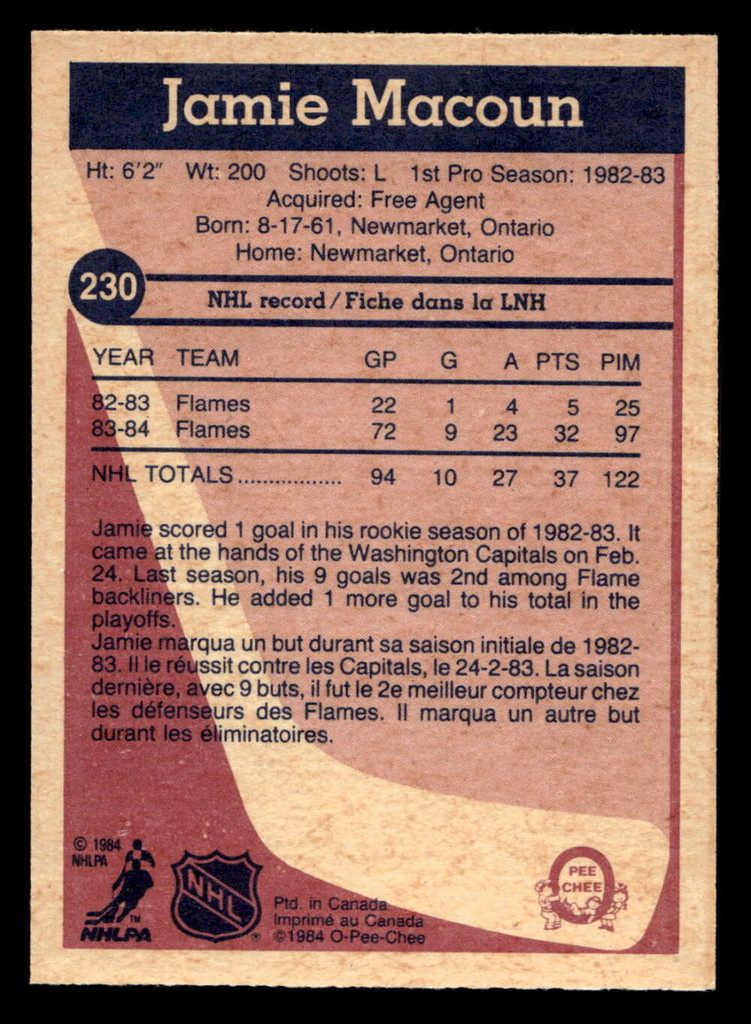 Jamie Macoun
Ht: 6'2" Wt: 200 Shoots: L 1st Pro Season: 1982-83
Acquired: Free Agent
Born: 8-17-61, Newmarket, Ontario
Home: Newmarket, Ontario
230
NHL record/Fiche dans la LNH
YEAR TEAM GP G A PTS PIM
82-83 Flames 22 1 4 5 25
83-84 Flames 72 9 23 32 97
NHL TOTALS.................. 94 10 27 37 122
Jamie scored 1 goal in his rookie season of 1982-83. It
came at the hands of the Washington Capitals on Feb.
24. Last season, his 9 goals was 2nd among Flame
backliners. He added 1 more goal to his total in the
playoffs.
Jamie marqua un but durant sa saison initiale de 1982-
83. Il le réussit contre les Capitals, le 24-2-83. La saison
dernière, avec 9 buts, il fut le 2e meilleur compteur chez
les défenseurs des Flames. Il marqua un autre but
durant les éliminatoires.
© 1984
NHLPA
TM
NHLPA
NHL
®
Ptd. in Canada
Imprimé au Canada
©1984 O-Pee-Chee
PEE
CHEE